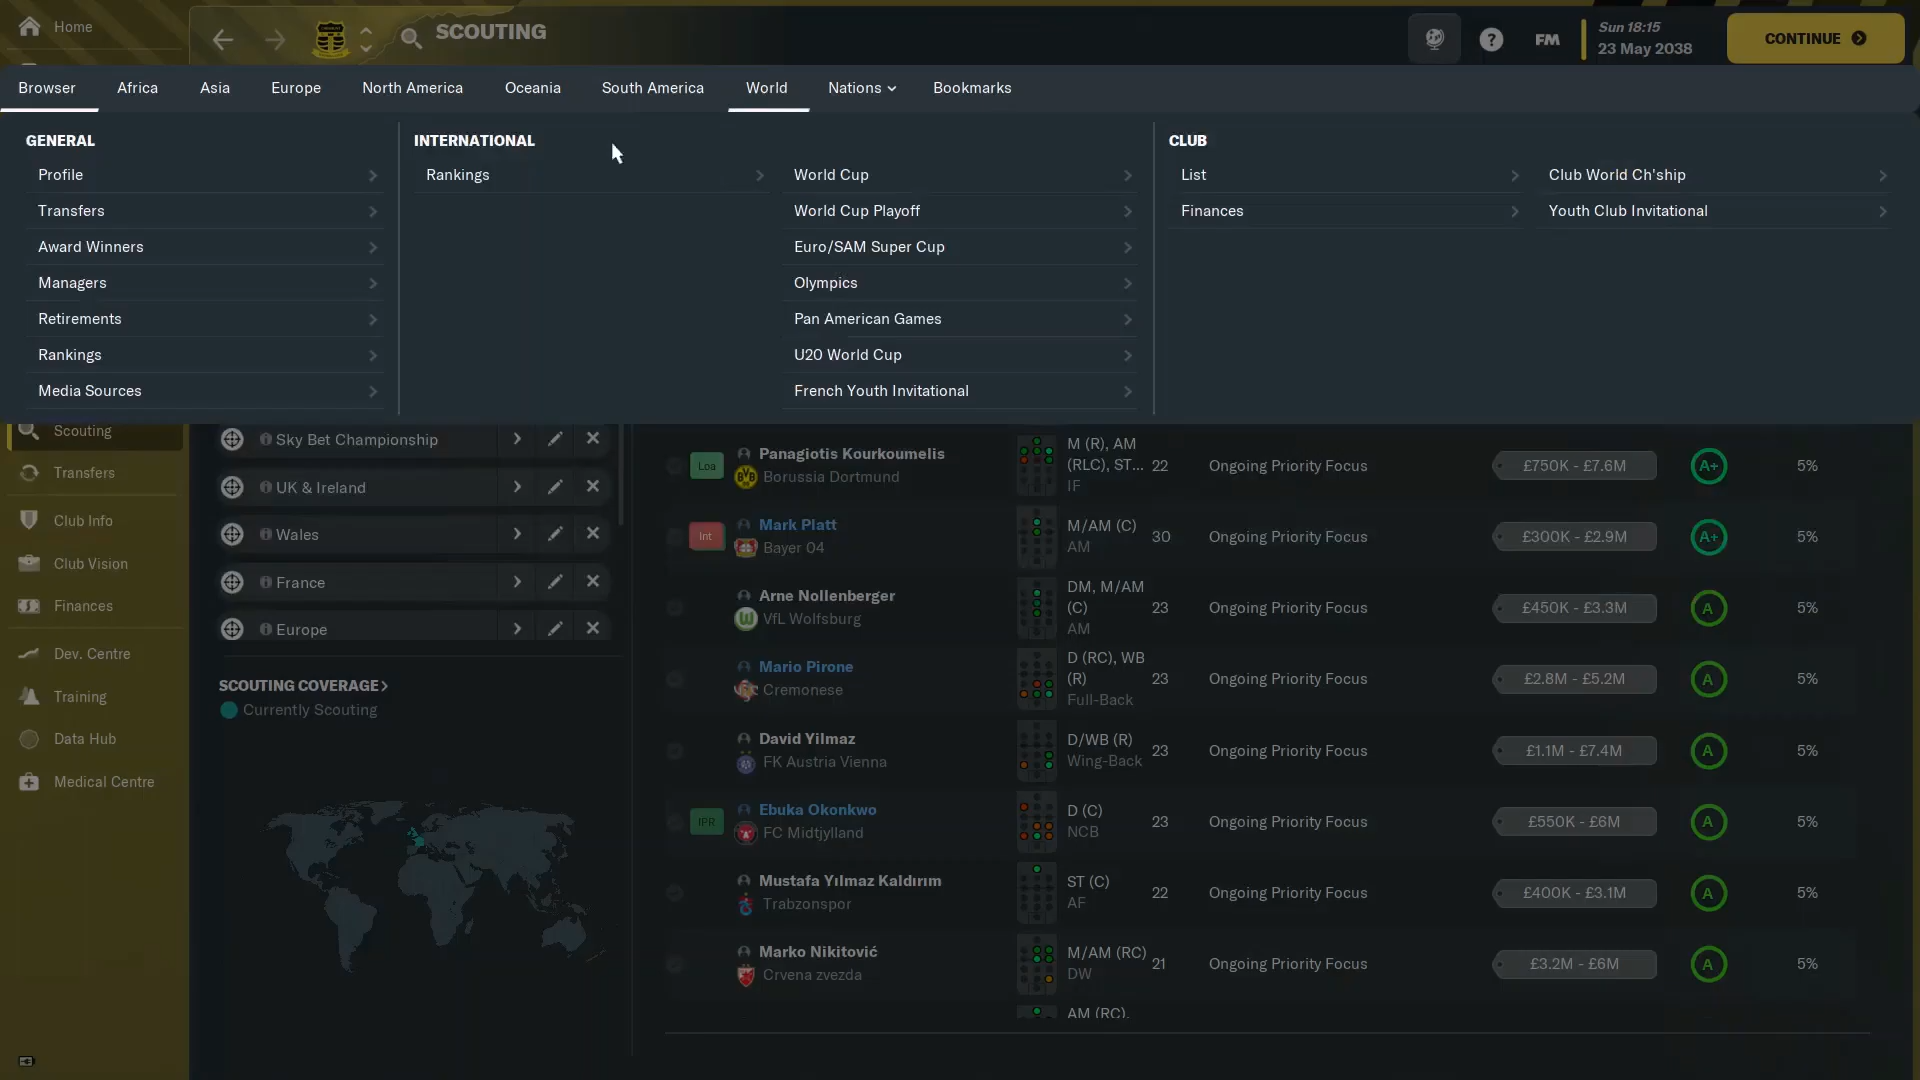 Home
SCOUTING
?
FM
Sun 18:15
23 May 2038
CONTINUE
Browser
Africa
Asia
Europe
North America
Oceania
South America
World
Nations
Bookmarks
GENERAL
Profile
Transfers
Award Winners
Managers
Retirements
Rankings
Media Sources
INTERNATIONAL
Rankings
World Cup
World Cup Playoff
Euro/SAM Super Cup
Olympics
Pan American Games
U20 World Cup
French Youth Invitational
CLUB
List
Finances
Club World Ch'ship
Youth Club Invitational
Scouting
Transfers
Club Info
Club Vision
Finances
Dev. Centre
Training
Data Hub
Medical Centre
Sky Bet Championship
UK & Ireland
Wales
France
Europe
SCOUTING COVERAGE
Currently Scouting
Loa
Panagiotis Kourkoumelis
Borussia Dortmund
M (R), AM
(RLC), ST...
IF
22
Ongoing Priority Focus
£750K - £7.6M
A+
5%
Int
Mark Platt
Bayer 04
M/AM (C)
AM
30
Ongoing Priority Focus
£300K - £2.9M
A+
5%
Arne Nollenberger
VfL Wolfsburg
DM, M/AM
(C)
AM
23
Ongoing Priority Focus
£450K - £3.3M
A
5%
Mario Pirone
Cremonese
D (RC), WB
(R)
Full-Back
23
Ongoing Priority Focus
£2.8M - £5.2M
A
5%
David Yilmaz
FK Austria Vienna
D/WB (R)
Wing-Back
23
Ongoing Priority Focus
£1.1M - £7.4M
A
5%
IPR
Ebuka Okonkwo
FC Midtjylland
D (C)
NCB
23
Ongoing Priority Focus
£550K - £6M
A
5%
Mustafa Yılmaz Kaldırım
Trabzonspor
ST (C)
AF
22
Ongoing Priority Focus
£400K - £3.1M
A
5%
Marko Nikitović
Crvena zvezda
M/AM (RC)
DW
21
Ongoing Priority Focus
£3.2M - £6M
A
5%
AM (RC),